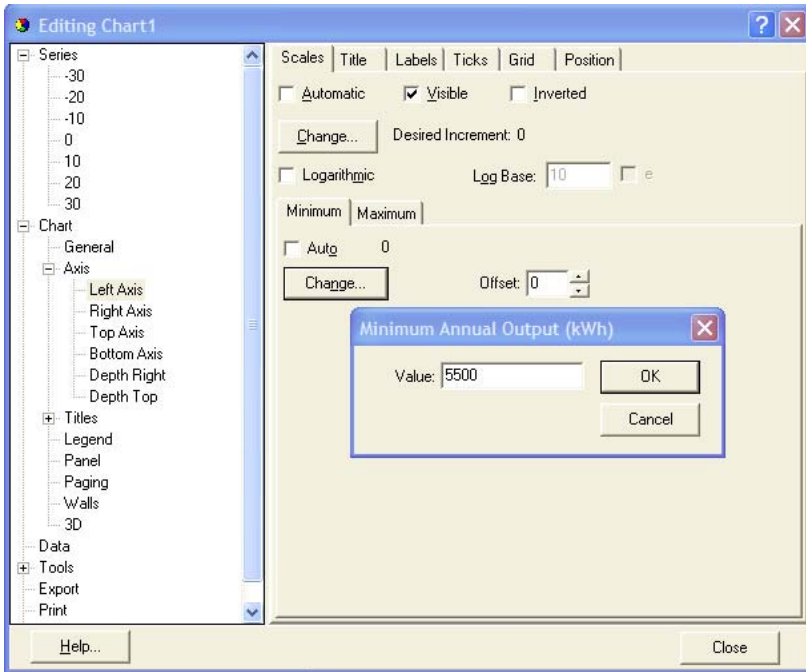 Editing Chart1
Series
-30
-20
-10
0
10
20
30
Chart
General
Axis
Left Axis
Right Axis
Top Axis
Bottom Axis
Depth Right
Depth Top
Titles
Legend
Panel
Paging
Walls
3D
Data
Tools
Export
Print
Scales Title Labels Ticks Grid Position
Automatic Visible Inverted
Change... Desired Increment: 0
Logarithmic Log Base: 10 e
Minimum Maximum
Auto 0
Change... Offset: 0
Minimum Annual Output (kWh)
Value: 5500 OK
Cancel
Help... Close